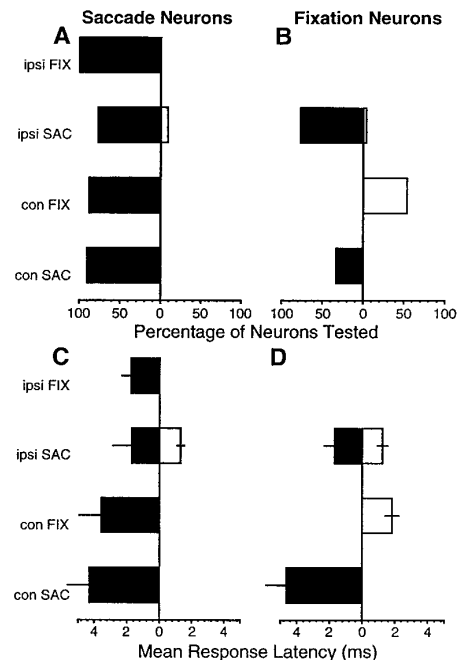 Saccade Neurons
Fixation Neurons
A
B
ipsi FIX
ipsi SAC
con FIX
con SAC
100 50 0 50 100
100 50 0 50 100
Percentage of Neurons Tested
C
D
ipsi FIX
ipsi SAC
con FIX
con SAC
4 2 0 2 4
4 2 0 2 4
Mean Response Latency (ms)